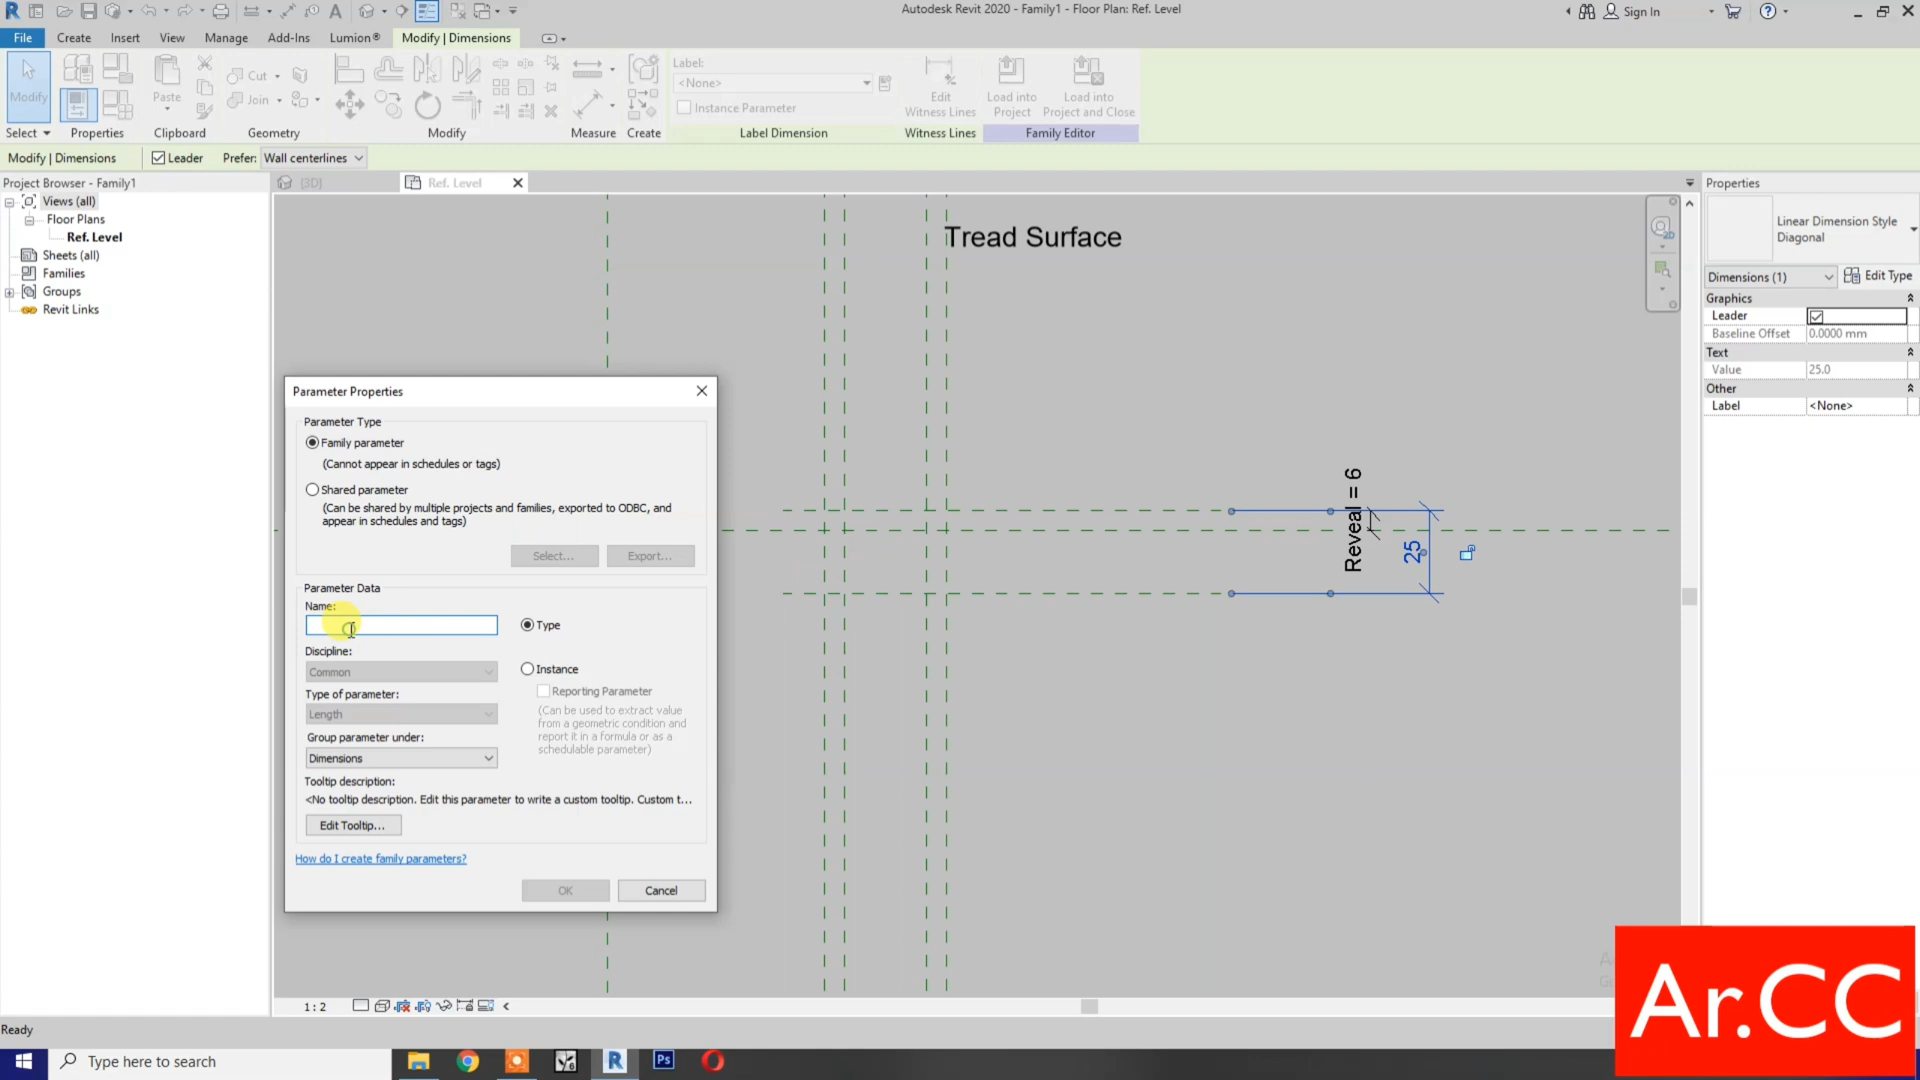 Autodesk Revit 2020 - Family1 - Floor Plan: Ref. Level
Sign In
File Create Insert View Manage Add-Ins Lumion® Modify | Dimensions
Modify
Paste
Cut
Join
Label:
<None>
Instance Parameter
Edit Witness Lines
Load into Project
Load into Project and Close
Select Properties Clipboard Geometry Modify Measure Create Label Dimension Witness Lines Family Editor
Modify | Dimensions Leader Prefer: Wall centerlines
Project Browser - Family1
Views (all)
Floor Plans
Ref. Level
Sheets (all)
Families
Groups
Revit Links
{3D}
Ref. Level
Tread Surface
Reveal = 6
25
2D
Parameter Properties
Parameter Type
Family parameter
(Cannot appear in schedules or tags)
Shared parameter
(Can be shared by multiple projects and families, exported to ODBC, and
appear in schedules and tags)
Select... Export...
Parameter Data
Name:
Type
Discipline:
Common
Instance
Reporting Parameter
(Can be used to extract value
from a geometric condition and
report it in a formula or as a
schedulable parameter)
Type of parameter:
Length
Group parameter under:
Dimensions
Tooltip description:
<No tooltip description. Edit this parameter to write a custom tooltip. Custom t...
Edit Tooltip...
How do I create family parameters?
OK Cancel
Properties
Linear Dimension Style
Diagonal
Dimensions (1) Edit Type
Graphics
Leader
Baseline Offset 0.0000 mm
Text
Value 25.0
Other
Label <None>
1 : 2
Ready
Type here to search
Ps
Ar.CC